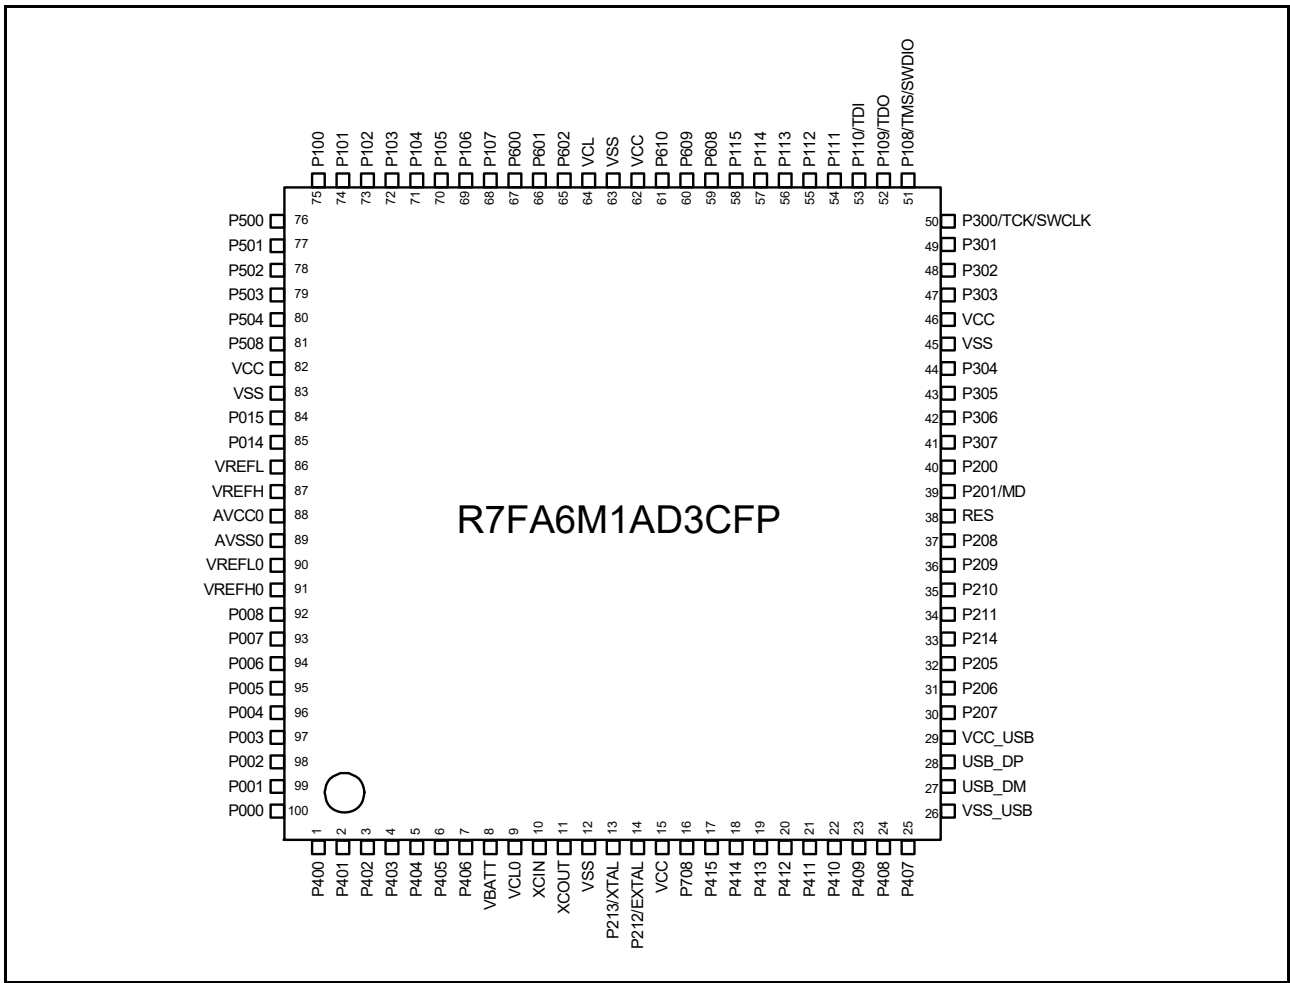 P100
P101
P102
P103
P104
P105
P106
P107
P600
P601
P602
VCL
VSS
VCC
P610
P609
P608
P115
P114
P113
P112
P111
P110/TDI
P109/TDO
P108/TMS/SWDIO
75
74
73
72
71
70
69
68
67
66
65
64
63
62
61
60
59
58
57
56
55
54
53
52
51
P500 76
P501 77
P502 78
P503 79
P504 80
P508 81
VCC 82
VSS 83
P015 84
P014 85
VREFL 86
VREFH 87
AVCC0 88
AVSS0 89
VREFL0 90
VREFH0 91
P008 92
P007 93
P006 94
P005 95
P004 96
P003 97
P002 98
P001 99
P000 100
R7FA6M1AD3CFP
50 P300/TCK/SWCLK
49 P301
48 P302
47 P303
46 VCC
45 VSS
44 P304
43 P305
42 P306
41 P307
40 P200
39 P201/MD
38 RES
37 P208
36 P209
35 P210
34 P211
33 P214
32 P205
31 P206
30 P207
29 VCC_USB
28 USB_DP
27 USB_DM
26 VSS_USB
1
2
3
4
5
6
7
8
9
10
11
12
13
14
15
16
17
18
19
20
21
22
23
24
25
P400
P401
P402
P403
P404
P405
P406
VBATT
VCL0
XCIN
XCOUT
VSS
P213/XTAL
P212/EXTAL
VCC
P708
P415
P414
P413
P412
P411
P410
P409
P408
P407